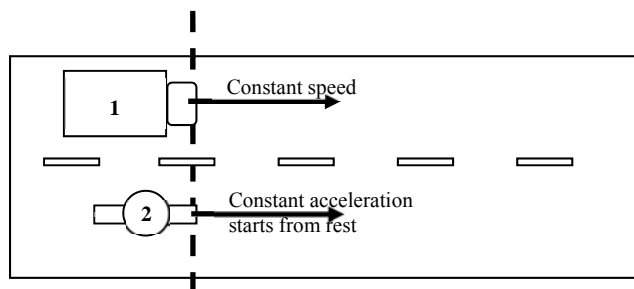 Constant speed
1
Constant acceleration
2
starts from rest